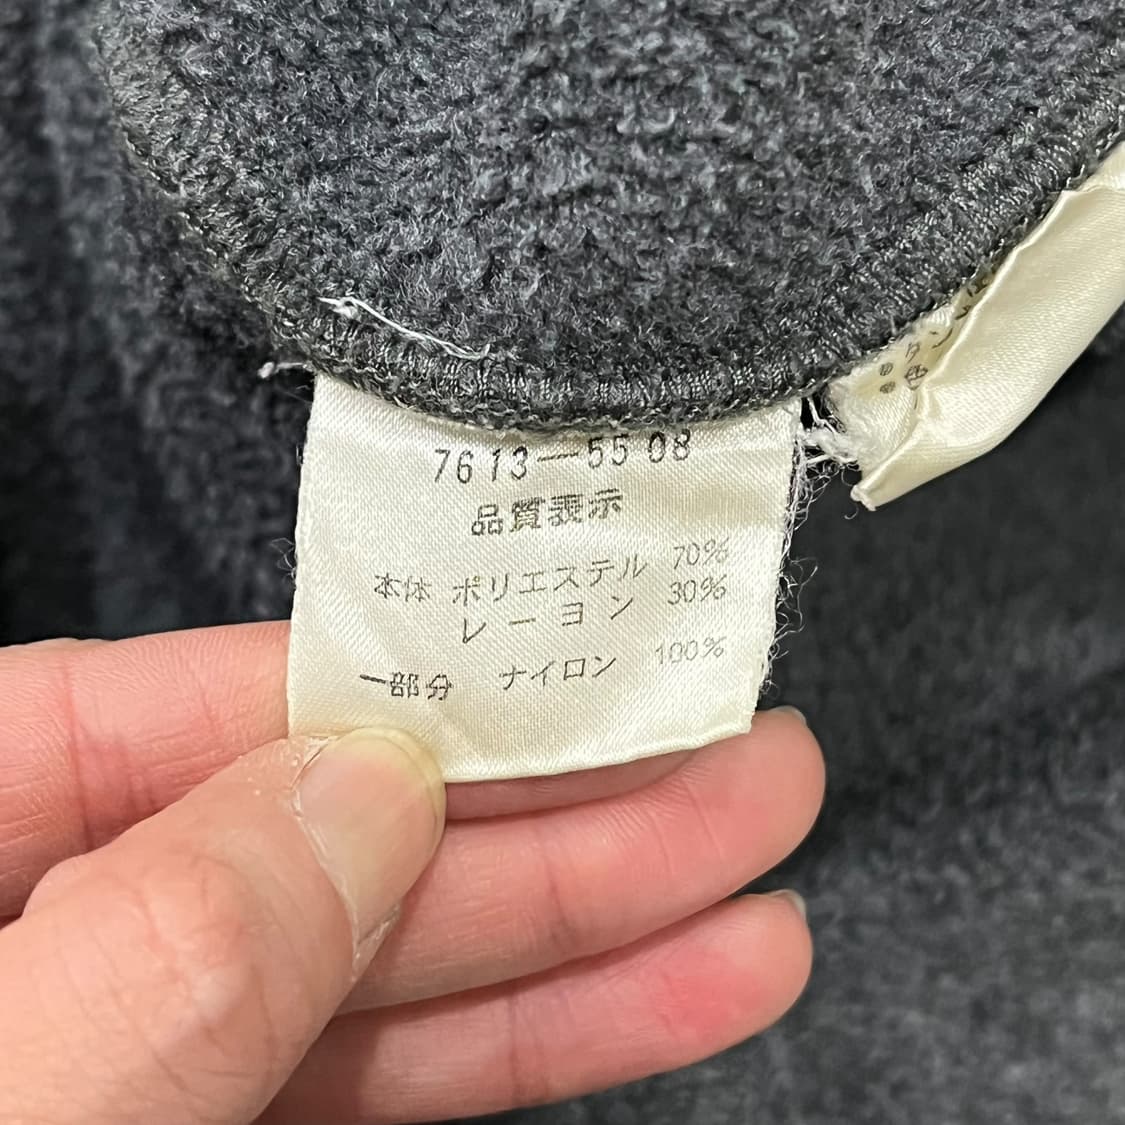 7613-5508
品質表示
本体 ポリエステル 70%
レーヨン 30%
一部分 ナイロン 100%